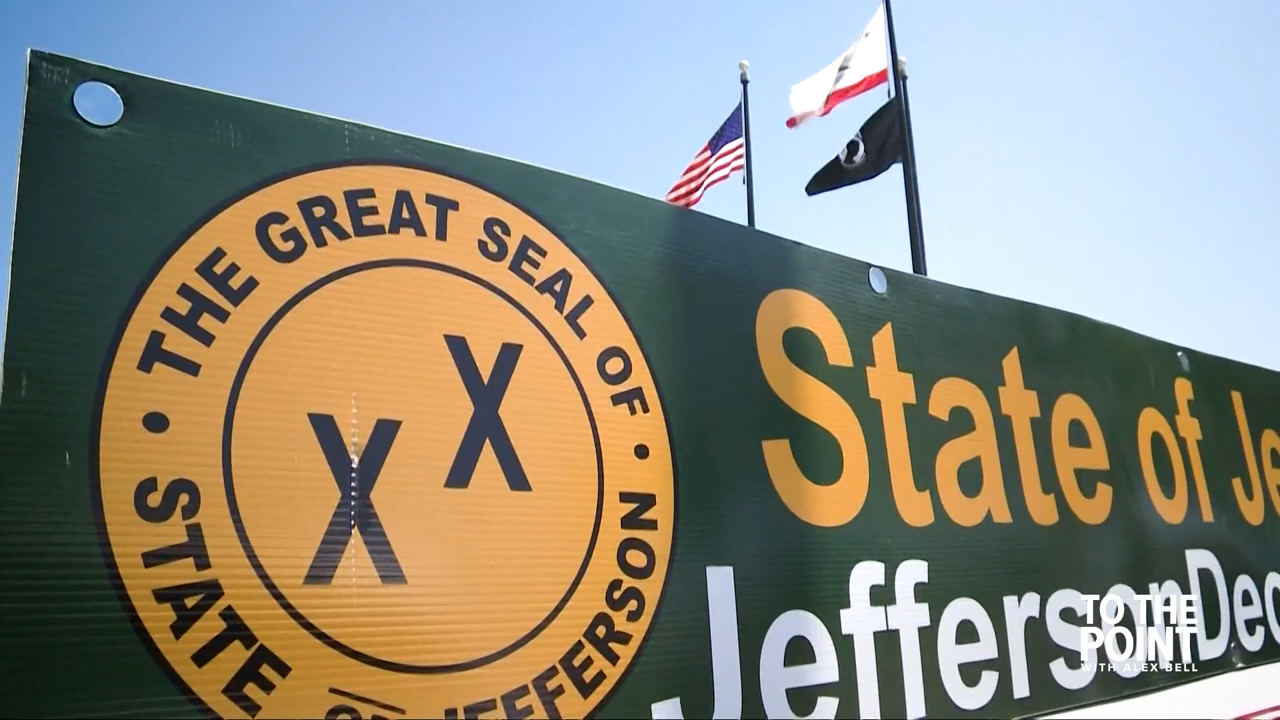 THE GREAT SEAL OF
STATE OF JEFFERSON
X X
State of Je
JeffersonDec
TO THE
POINT
WITH ALEX BELL